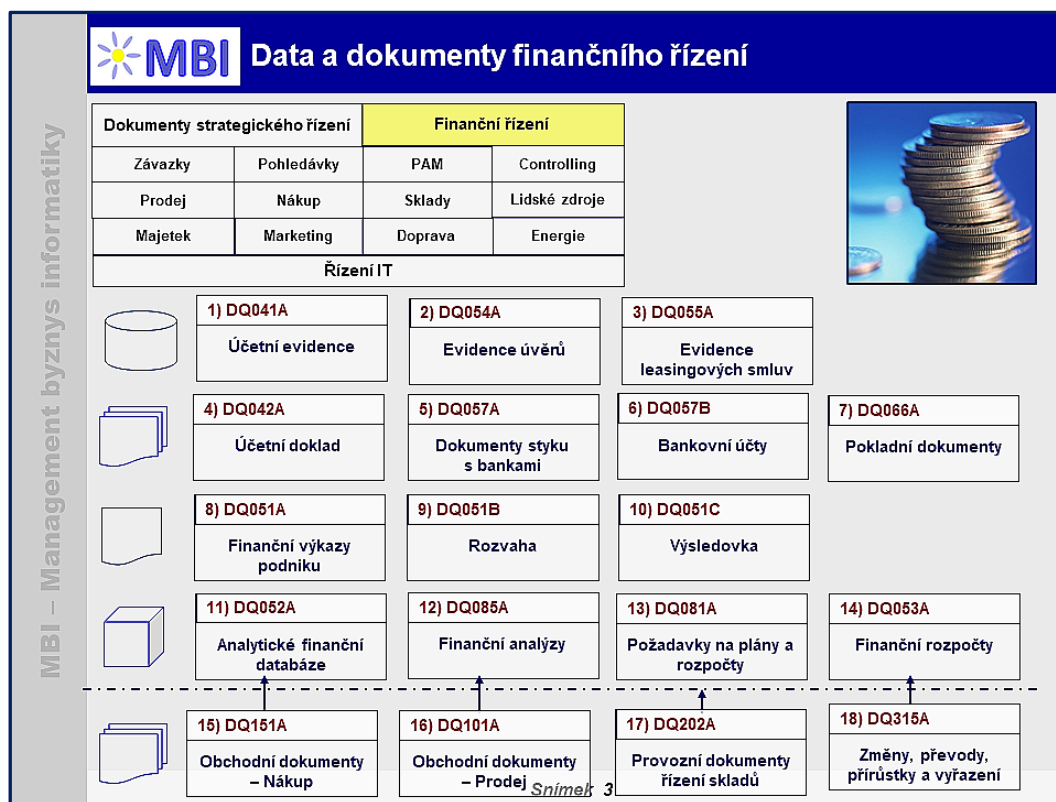 MBI – Management byznys informatiky
MBI
Data a dokumenty finančního řízení
Dokumenty strategického řízení
Finanční řízení
Závazky
Pohledávky
PAM
Controlling
Prodej
Nákup
Sklady
Lidské zdroje
Majetek
Marketing
Doprava
Energie
Řízení IT
1) DQ041A
Účetní evidence
2) DQ054A
Evidence úvěrů
3) DQ055A
Evidence
leasingových smluv
4) DQ042A
Účetní doklad
5) DQ057A
Dokumenty styku
s bankami
6) DQ057B
Bankovní účty
7) DQ066A
Pokladní dokumenty
8) DQ051A
Finanční výkazy
podniku
9) DQ051B
Rozvaha
10) DQ051C
Výsledovka
11) DQ052A
Analytické finanční
databáze
12) DQ085A
Finanční analýzy
13) DQ081A
Požadavky na plány a
rozpočty
14) DQ053A
Finanční rozpočty
15) DQ151A
Obchodní dokumenty
– Nákup
16) DQ101A
Obchodní dokumenty
– Prodej
17) DQ202A
Provozní dokumenty
řízení skladů
18) DQ315A
Změny, převody,
přírůstky a vyřazení
Snímek 3